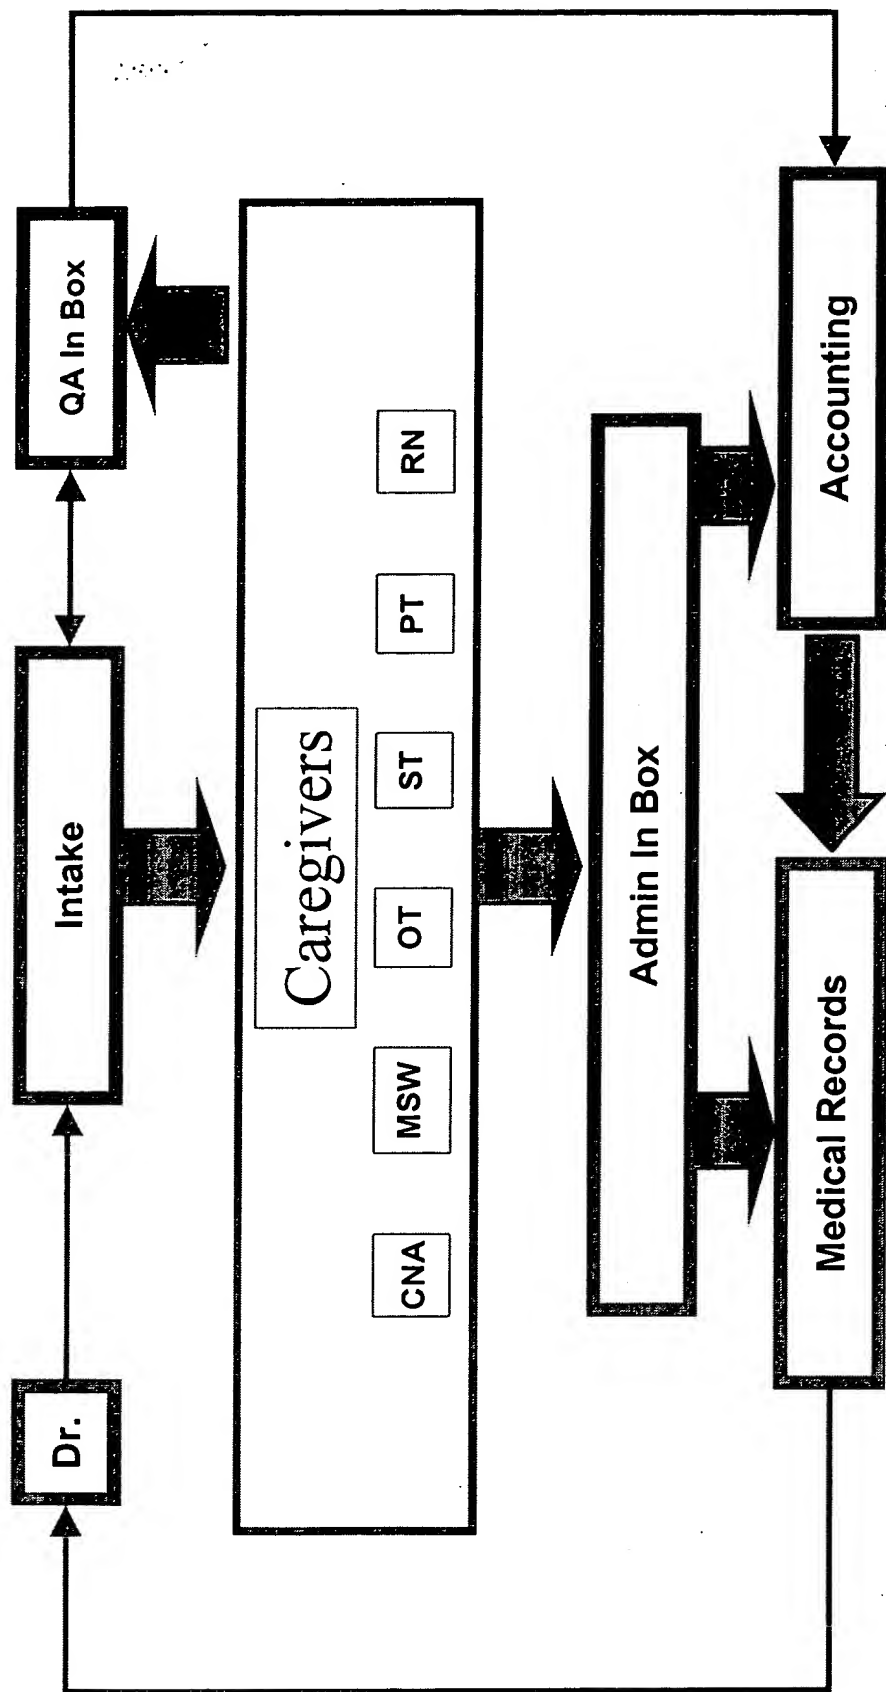 Dr.
Intake
QA In Box
Caregivers
CNA
MSW
OT
ST
PT
RN
Admin In Box
Medical Records
Accounting